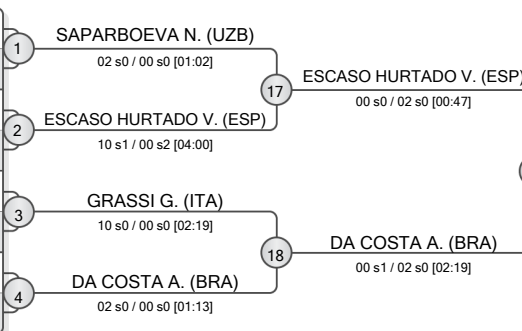 1
SAPARBOEVA N. (UZB)
02 s0 / 00 s0 [01:02]
17
ESCASO HURTADO V. (ESP)
00 s0 / 02 s0 [00:47]
2
ESCASO HURTADO V. (ESP)
10 s1 / 00 s2 [04:00]
3
GRASSI G. (ITA)
10 s0 / 00 s0 [02:19]
18
DA COSTA A. (BRA)
00 s1 / 02 s0 [02:19]
4
DA COSTA A. (BRA)
02 s0 / 00 s0 [01:13]